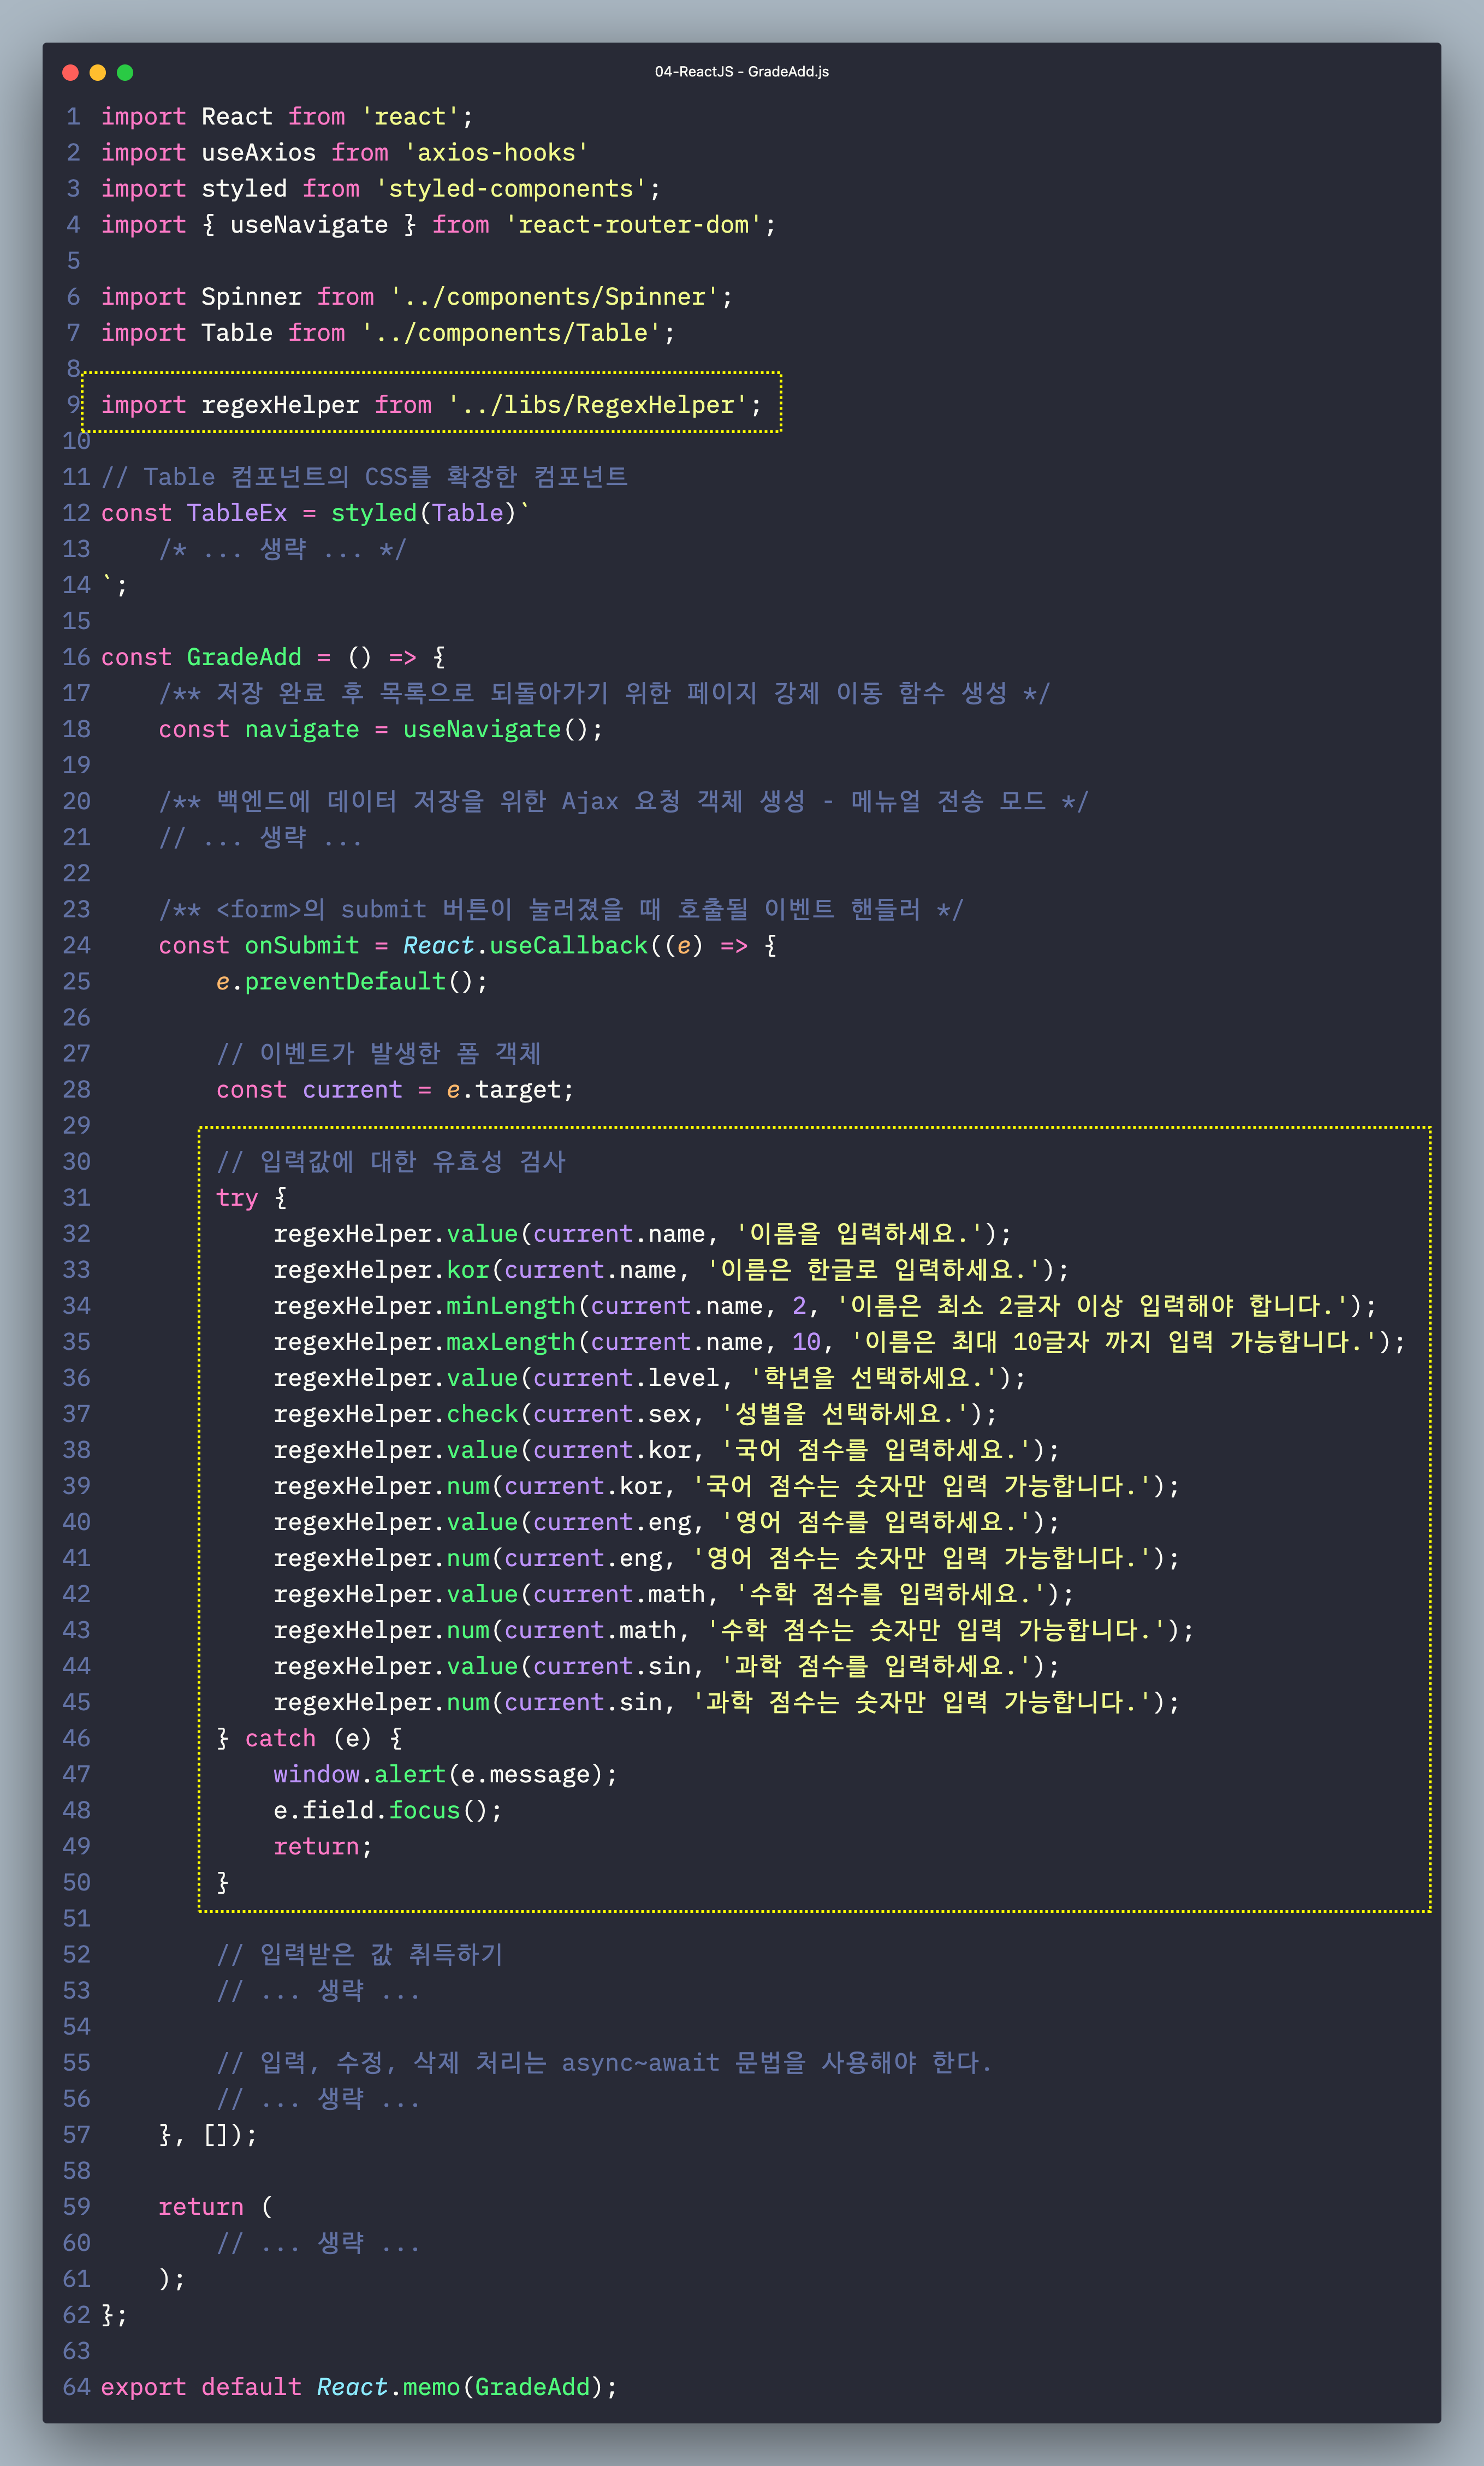 04-ReactJS - GradeAdd.js
1 import React from 'react';
2 import useAxios from 'axios-hooks'
3 import styled from 'styled-components';
4 import { useNavigate } from 'react-router-dom';
5
6 import Spinner from '../components/Spinner';
7 import Table from '../components/Table';
8
9 import regexHelper from '../libs/RegexHelper';
10
11 // Table 컴포넌트의 CSS를 확장한 컴포넌트
12 const TableEx = styled(Table)`
13     /* ... 생략 ... */
14 `;
15
16 const GradeAdd = () => {
17     /** 저장 완료 후 목록으로 되돌아가기 위한 페이지 강제 이동 함수 생성 */
18     const navigate = useNavigate();
19
20     /** 백엔드에 데이터 저장을 위한 Ajax 요청 객체 생성 - 메뉴얼 전송 모드 */
21     // ... 생략 ...
22
23     /** <form>의 submit 버튼이 눌러졌을 때 호출될 이벤트 핸들러 */
24     const onSubmit = React.useCallback((e) => {
25         e.preventDefault();
26
27         // 이벤트가 발생한 폼 객체
28         const current = e.target;
29
30         // 입력값에 대한 유효성 검사
31         try {
32             regexHelper.value(current.name, '이름을 입력하세요.');
33             regexHelper.kor(current.name, '이름은 한글로 입력하세요.');
34             regexHelper.minLength(current.name, 2, '이름은 최소 2글자 이상 입력해야 합니다.');
35             regexHelper.maxLength(current.name, 10, '이름은 최대 10글자 까지 입력 가능합니다.');
36             regexHelper.value(current.level, '학년을 선택하세요.');
37             regexHelper.check(current.sex, '성별을 선택하세요.');
38             regexHelper.value(current.kor, '국어 점수를 입력하세요.');
39             regexHelper.num(current.kor, '국어 점수는 숫자만 입력 가능합니다.');
40             regexHelper.value(current.eng, '영어 점수를 입력하세요.');
41             regexHelper.num(current.eng, '영어 점수는 숫자만 입력 가능합니다.');
42             regexHelper.value(current.math, '수학 점수를 입력하세요.');
43             regexHelper.num(current.math, '수학 점수는 숫자만 입력 가능합니다.');
44             regexHelper.value(current.sin, '과학 점수를 입력하세요.');
45             regexHelper.num(current.sin, '과학 점수는 숫자만 입력 가능합니다.');
46         } catch (e) {
47             window.alert(e.message);
48             e.field.focus();
49             return;
50         }
51
52         // 입력받은 값 취득하기
53         // ... 생략 ...
54
55         // 입력, 수정, 삭제 처리는 async~await 문법을 사용해야 한다.
56         // ... 생략 ...
57     }, []);
58
59     return (
60         // ... 생략 ...
61     );
62 };
63
64 export default React.memo(GradeAdd);